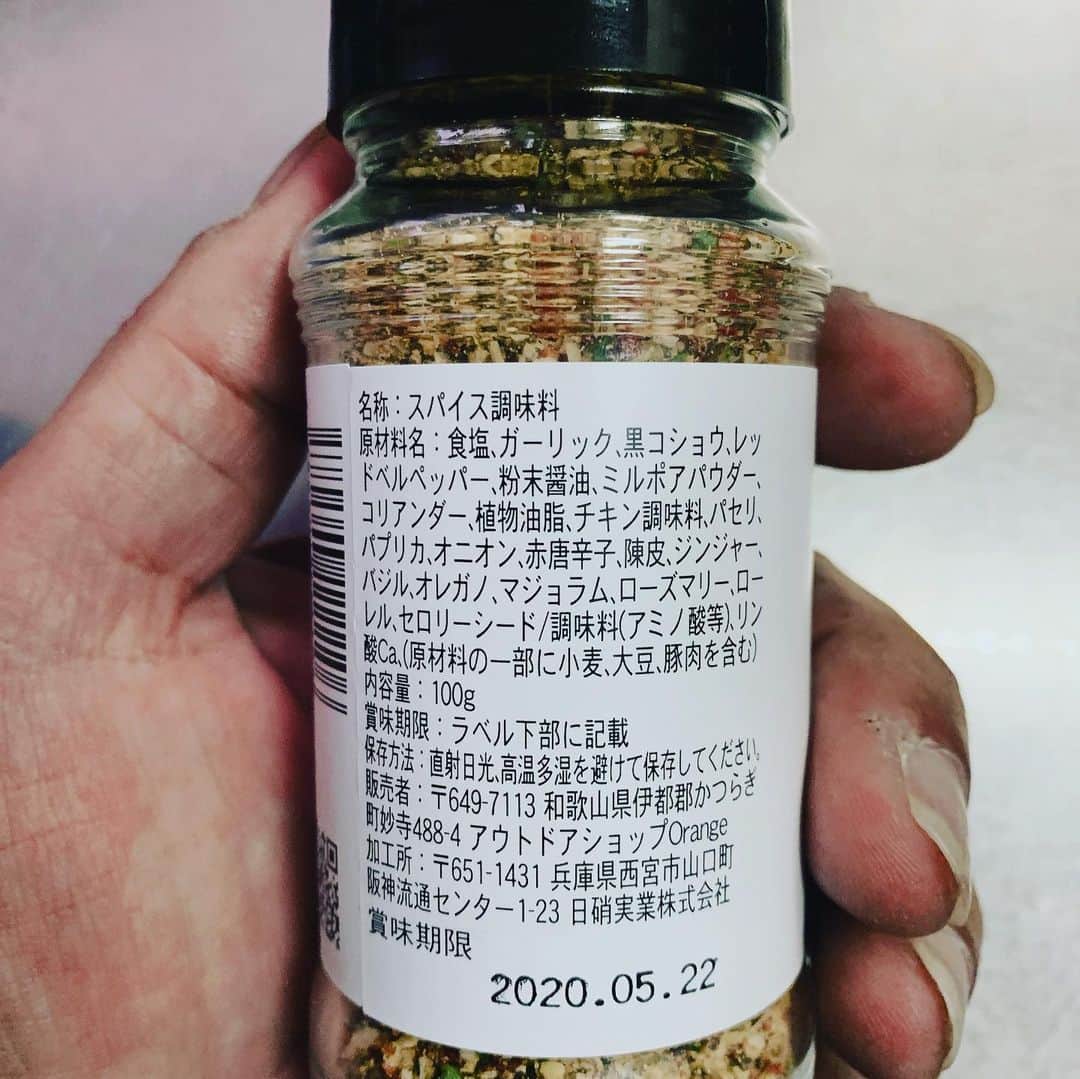 名称：スパイス調味料
原材料名：食塩、ガーリック、黒コショウ、レッ
ドベルペッパー、粉末醤油、ミルポアパウダー、
コリアンダー、植物油脂、チキン調味料、パセリ、
パプリカ、オニオン、赤唐辛子、陳皮、ジンジャー、
バジル、オレガノ、マジョラム、ローズマリー、ロー
レル、セロリーシード/調味料(アミノ酸等)、リン
酸Ca、(原材料の一部に小麦、大豆、豚肉を含む)
内容量：100g
賞味期限：ラベル下部に記載
保存方法：直射日光、高温多湿を避けて保存してください。
販売者：〒649-7113 和歌山県伊都郡かつらぎ
町妙寺488-4 アウトドアショップOrange
加工所：〒651-1431 兵庫県西宮市山口町
阪神流通センター1-23 日硝実業株式会社
賞味期限
2020.05.22